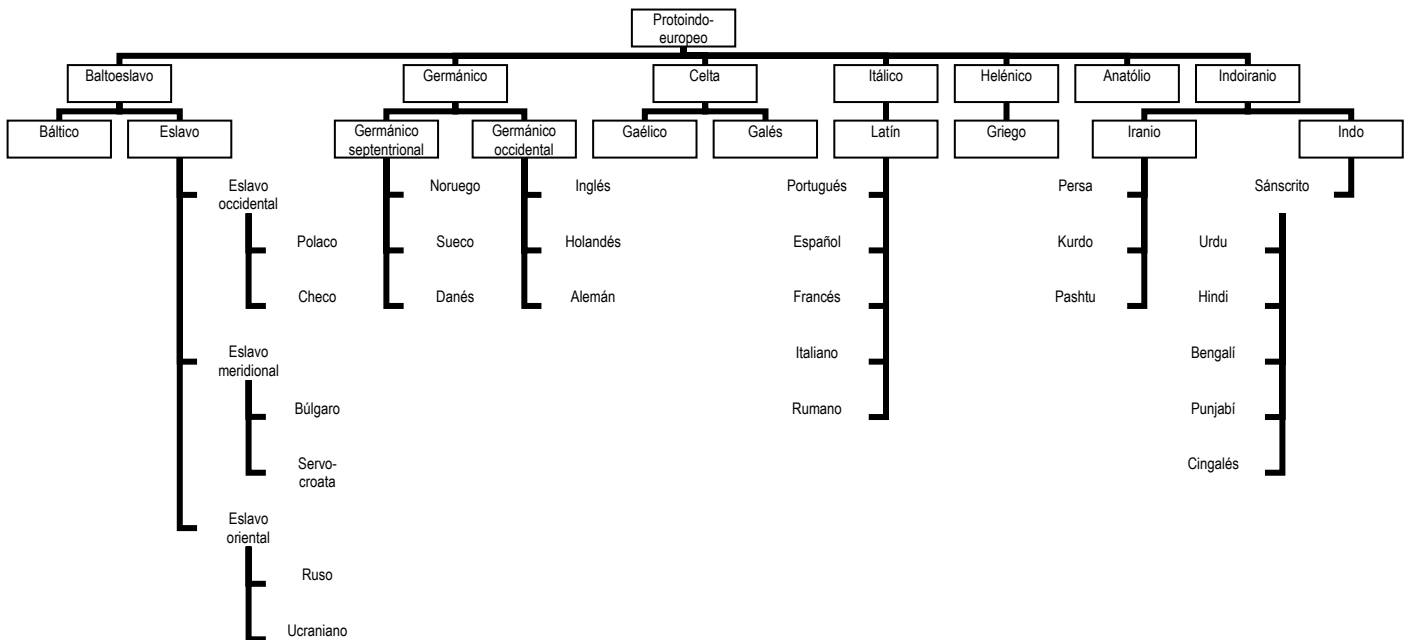 Protoindo-
europeo
Baltoeslavo
Germánico
Celta
Itálico
Helénico
Anatólio
Indoiranio
Báltico
Eslavo
Germánico
septentrional
Germánico
occidental
Gaélico
Galés
Latín
Griego
Iranio
Indo
Eslavo
occidental
Noruego
Inglés
Portugués
Persa
Sánscrito
Polaco
Sueco
Holandés
Español
Kurdo
Urdu
Checo
Danés
Alemán
Francés
Pashtu
Hindi
Eslavo
meridional
Italiano
Bengalí
Búlgaro
Rumano
Punjabí
Servo-
croata
Cingalés
Eslavo
oriental
Ruso
Ucraniano